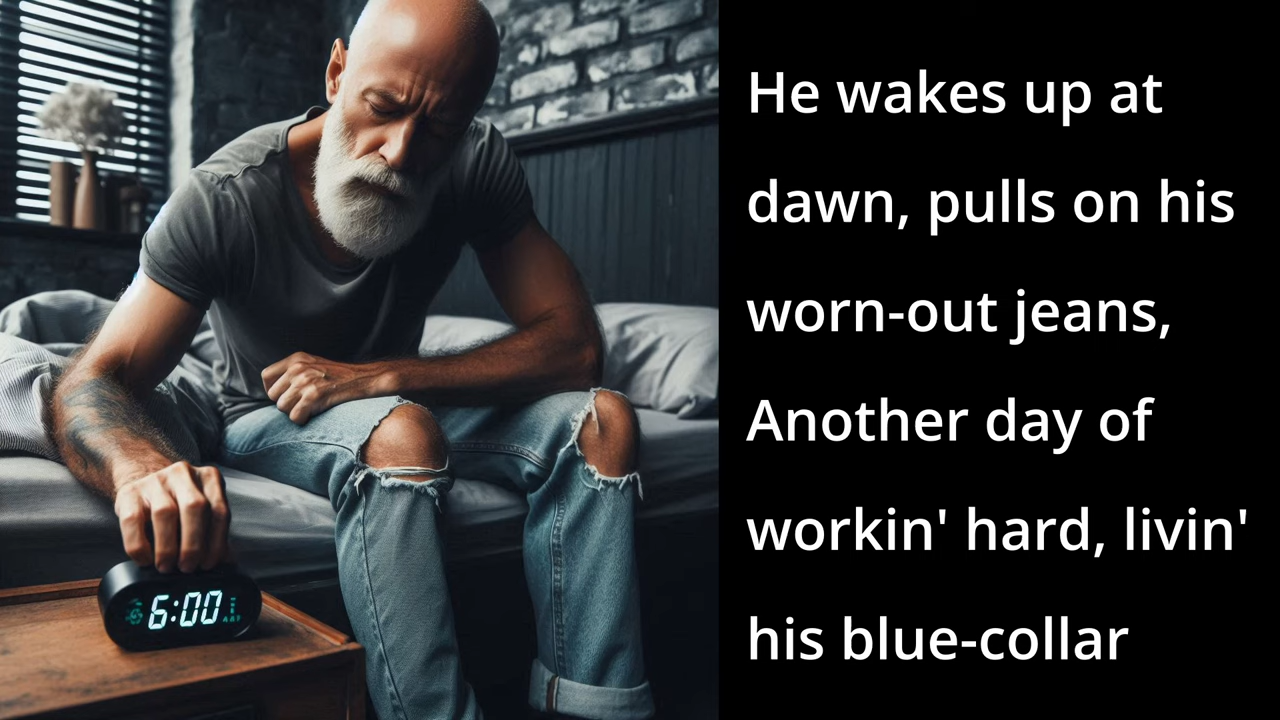 He wakes up at
dawn, pulls on his
worn-out jeans,
Another day of
workin' hard, livin'
his blue-collar
6:00